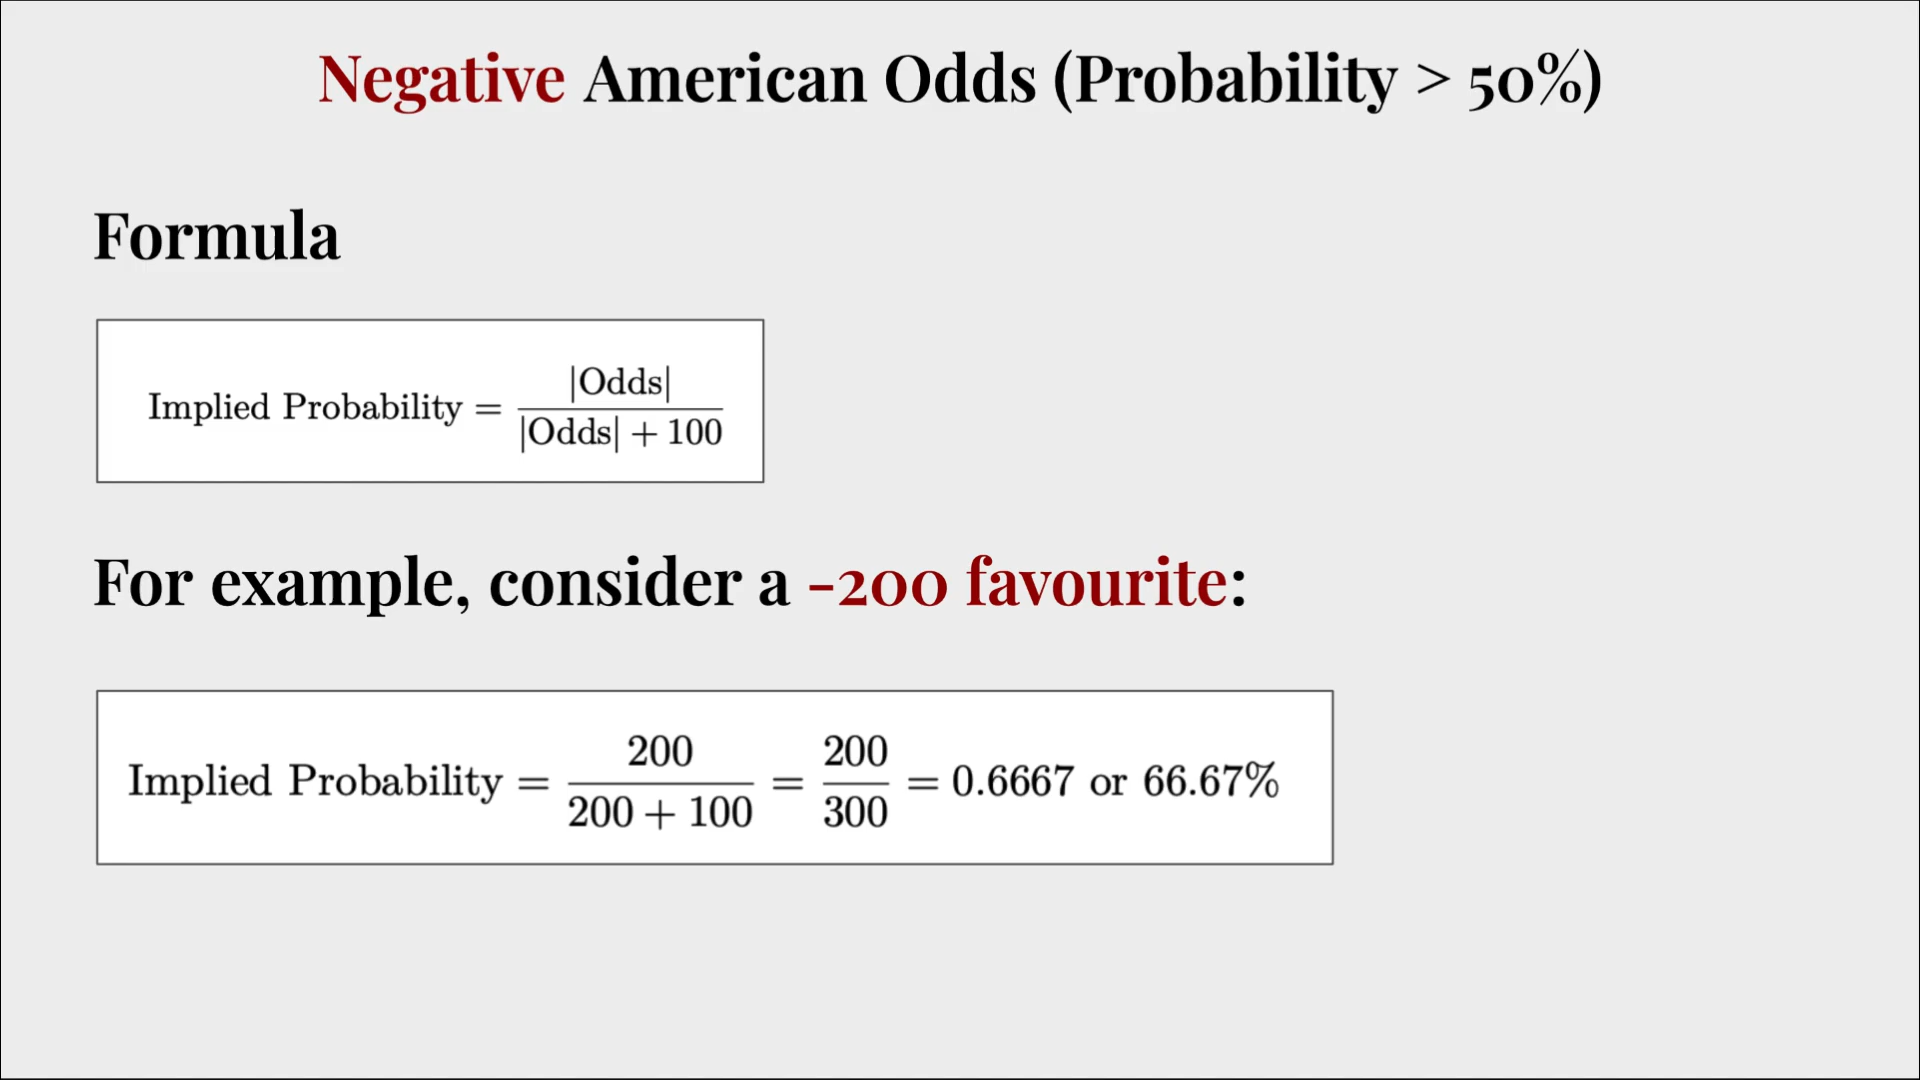 Negative American Odds (Probability > 50%)
Formula
Implied Probability = |Odds| / |Odds| + 100
For example, consider a -200 favourite:
Implied Probability = 200 / 200 + 100 = 200 / 300 = 0.6667 or 66.67%